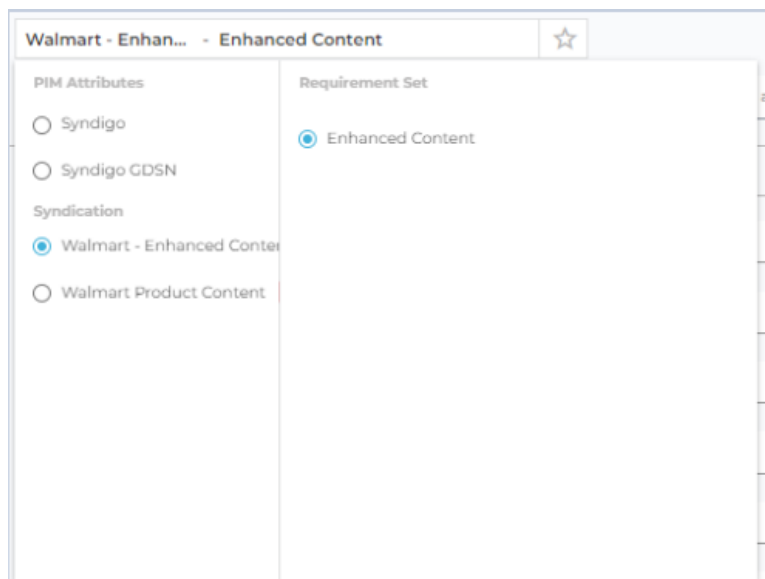 Walmart - Enhan... - Enhanced Content
PIM Attributes
Syndigo
Syndigo GDSN
Syndication
Walmart - Enhanced Conte
Walmart Product Content
Requirement Set
Enhanced Content